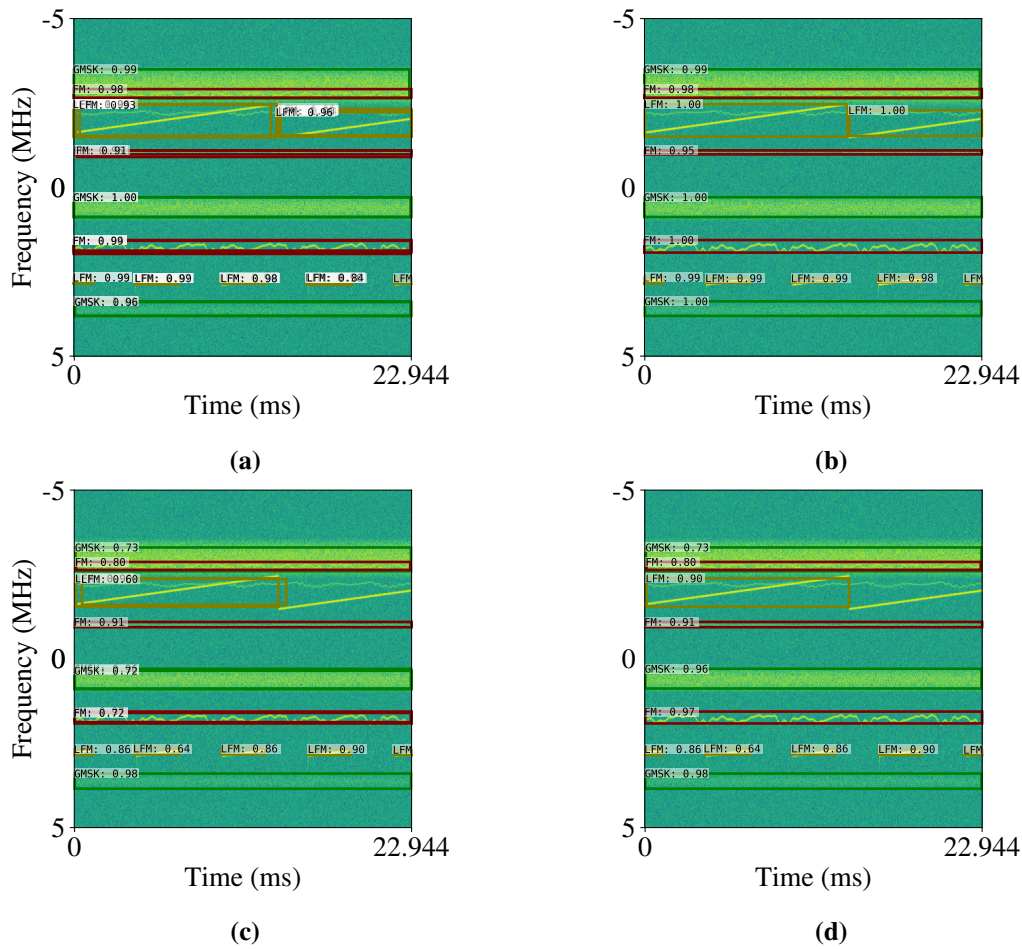 -5
GMSK: 0.99
FM: 0.98
LFM: 0.96
FM: 0.91
0
GMSK: 1.00
FM: 0.99
LFM: 0.99 LFM: 0.99 LFM: 0.98 LFM: 0.84 LFM
GMSK: 0.96
5
0 22.944
Frequency (MHz)
Time (ms)
(a)
-5
GMSK: 0.99
FM: 0.98
LFM: 1.00
LFM: 1.00
FM: 0.95
0
GMSK: 1.00
FM: 1.00
LFM: 0.99 LFM: 0.99 LFM: 0.99 LFM: 0.98 LFM
GMSK: 1.00
5
0 22.944
Time (ms)
(b)
-5
GMSK: 0.73
FM: 0.80
FM: 0.91
0
GMSK: 0.72
FM: 0.72
LFM: 0.86 LFM: 0.64 LFM: 0.86 LFM: 0.90 LFM
GMSK: 0.98
5
0 22.944
Frequency (MHz)
Time (ms)
(c)
-5
GMSK: 0.73
FM: 0.80
LFM: 0.90
FM: 0.91
0
GMSK: 0.96
FM: 0.97
LFM: 0.86 LFM: 0.64 LFM: 0.86 LFM: 0.90 LFM
GMSK: 0.98
5
0 22.944
Time (ms)
(d)